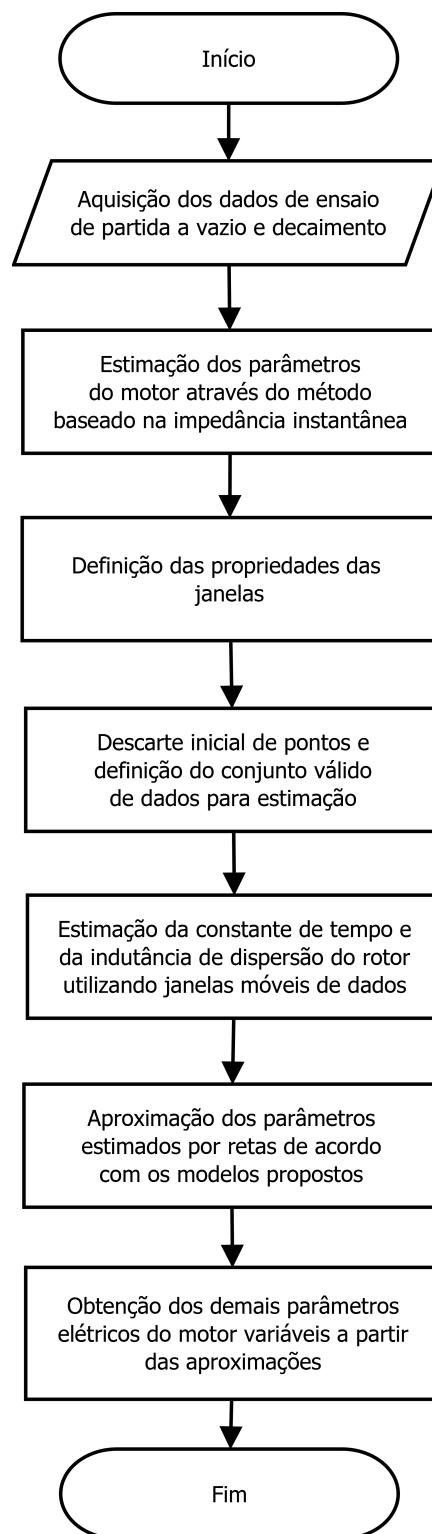 Início
Aquisição dos dados de ensaio
de partida a vazio e decaimento
Estimação dos parâmetros
do motor através do método
baseado na impedância instantânea
Definição das propriedades das
janelas
Descarte inicial de pontos e
definição do conjunto válido
de dados para estimação
Estimação da constante de tempo e
da indutância de dispersão do rotor
utilizando janelas móveis de dados
Aproximação dos parâmetros
estimados por retas de acordo
com os modelos propostos
Obtenção dos demais parâmetros
elétricos do motor variáveis a partir
das aproximações
Fim